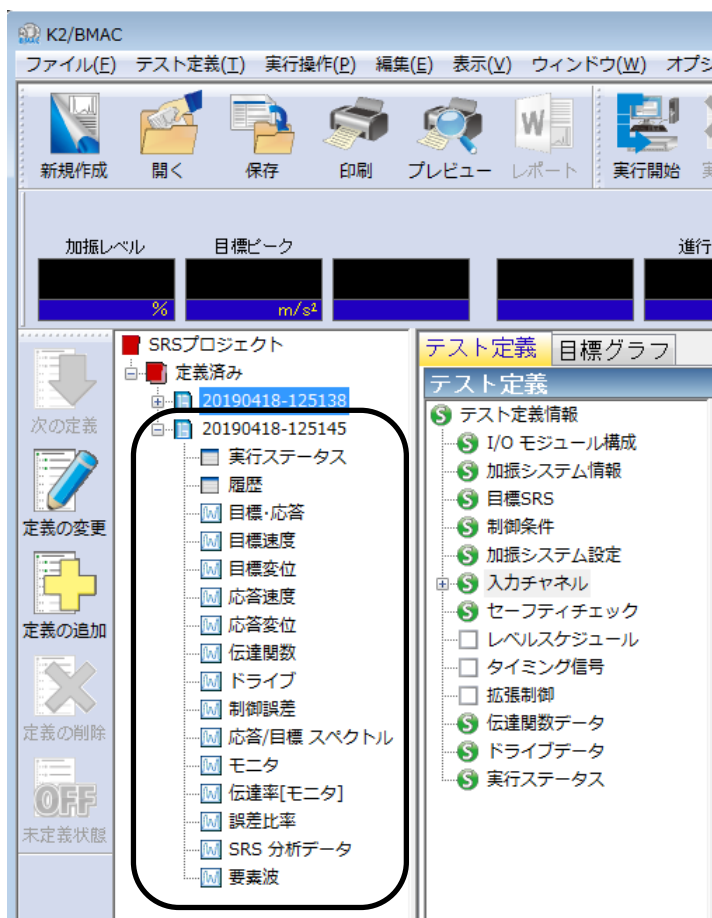 K2/BMAC
ファイル(F) テスト定義(T) 実行操作(P) 編集(E) 表示(V) ウィンドウ(W) オプシ
新規作成 開く 保存 印刷 プレビュー レポート 実行開始
加振レベル 目標ピーク 進行
% m/s²
次の定義
定義の変更
定義の追加
定義の削除
OFF
未定義状態
SRSプロジェクト
定義済み
20190418-125138
20190418-125145
実行ステータス
履歴
目標・応答
目標速度
目標変位
応答速度
応答変位
伝達関数
ドライブ
制御誤差
応答/目標 スペクトル
モニタ
伝達率[モニタ]
誤差比率
SRS 分析データ
要素波
テスト定義 目標グラフ
テスト定義
テスト定義情報
I/O モジュール構成
加振システム情報
目標SRS
制御条件
加振システム設定
入力チャネル
セーフティチェック
レベルスケジュール
タイミング信号
拡張制御
伝達関数データ
ドライブデータ
実行ステータス